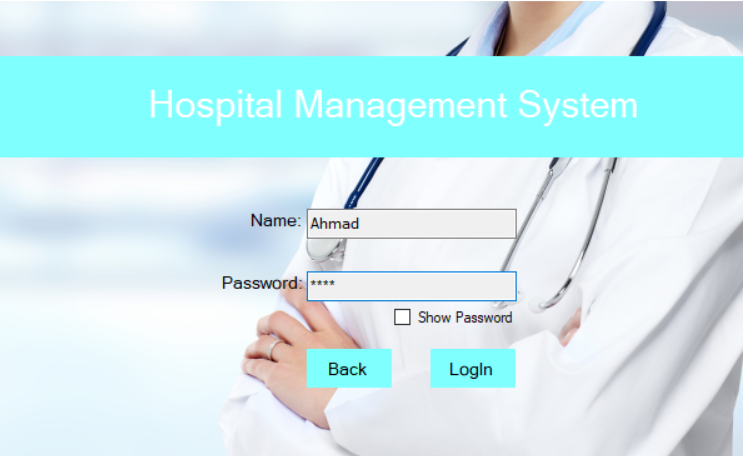 Hospital Management System
Name: Ahmad
Password: ****
Show Password
Back LogIn